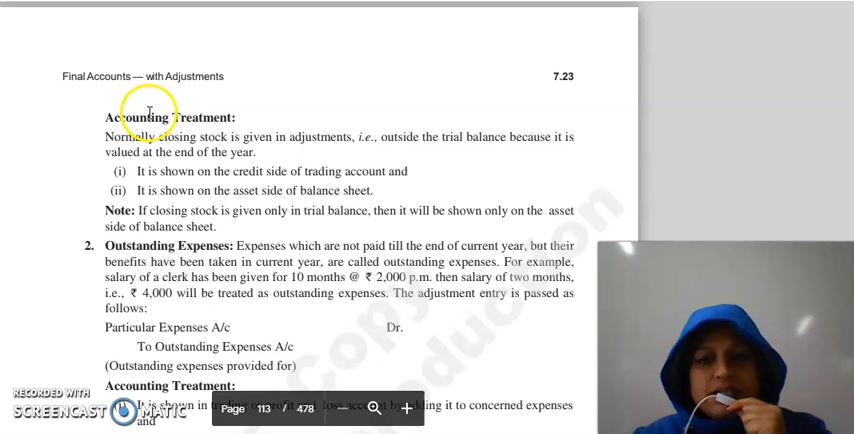 Final Accounts — with Adjustments 7.23
Accounting Treatment:
Normally closing stock is given in adjustments, i.e., outside the trial balance because it is
valued at the end of the year.
(i) It is shown on the credit side of trading account and
(ii) It is shown on the asset side of balance sheet.
Note: If closing stock is given only in trial balance, then it will be shown only on the asset
side of balance sheet.
2. Outstanding Expenses: Expenses which are not paid till the end of current year, but their
benefits have been taken in current year, are called outstanding expenses. For example,
salary of a clerk has been given for 10 months @ ₹ 2,000 p.m. then salary of two months,
i.e., ₹ 4,000 will be treated as outstanding expenses. The adjustment entry is passed as
follows:
Particular Expenses A/c Dr.
To Outstanding Expenses A/c
(Outstanding expenses provided for)
Accounting Treatment:
It is shown in loss account by adding it to concerned expenses
and
Copy
RECORDED WITH
SCREENCAST MATIC
Page 113 / 478